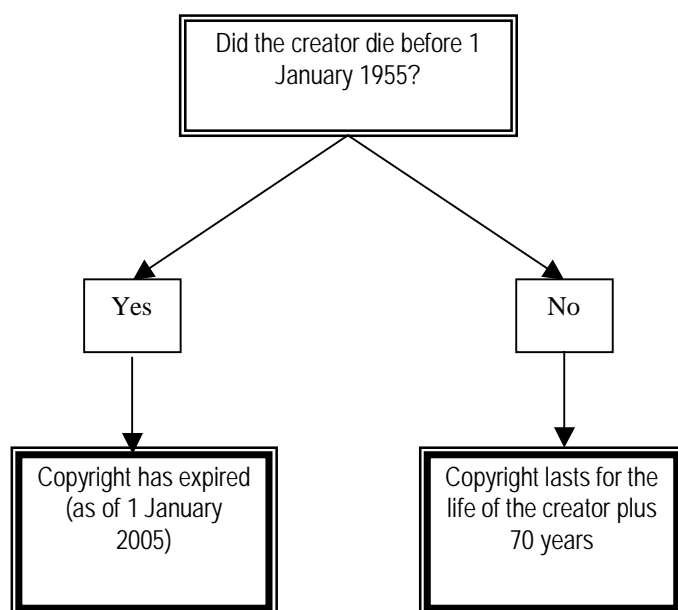 Did the creator die before 1
January 1955?
Yes
No
Copyright has expired
(as of 1 January
2005)
Copyright lasts for the
life of the creator plus
70 years